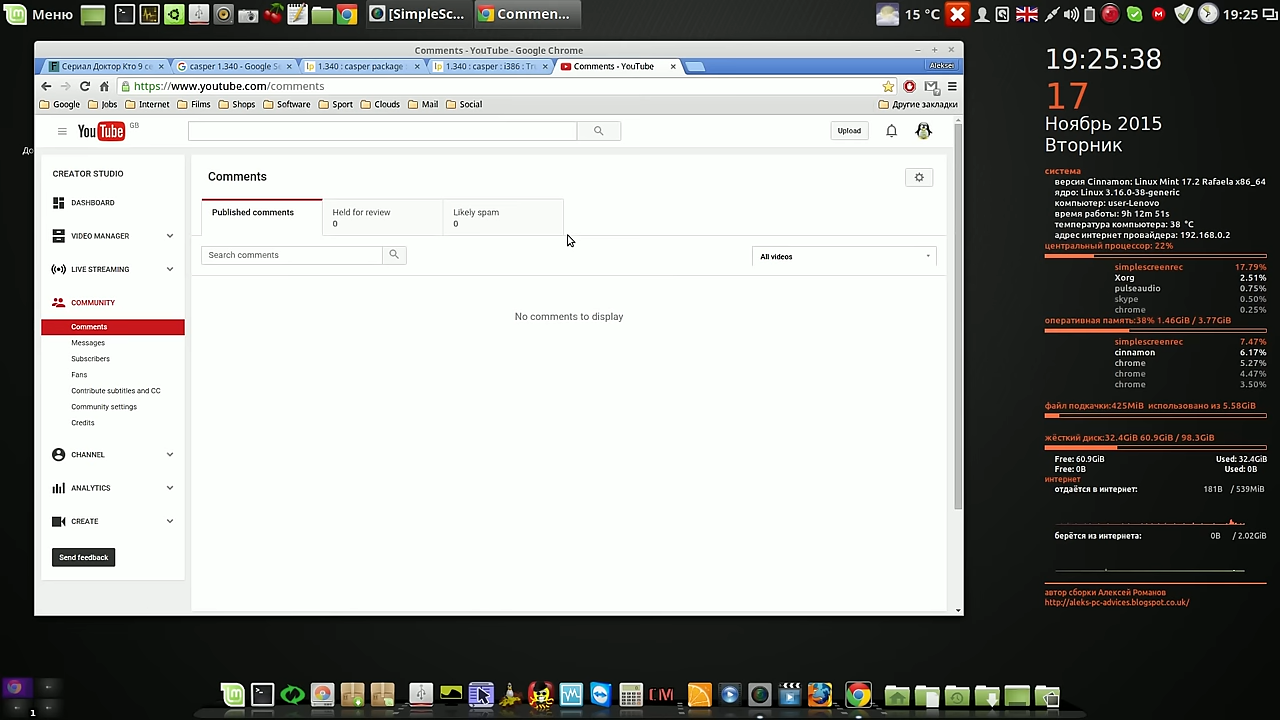 Меню
[SimpleSc...
Commen...
15 °C
19:25
Comments - YouTube - Google Chrome
Сериал Доктор Кто 9 се
casper 1.340 - Google Se
1.340 : casper package
1.340 : casper : i386 : Tru
Comments - YouTube
Aleksei
https://www.youtube.com/comments
Google
Jobs
Internet
Films
Shops
Software
Sport
Clouds
Mail
Social
Другие закладки
YouTube GB
Upload
CREATOR STUDIO
DASHBOARD
VIDEO MANAGER
LIVE STREAMING
COMMUNITY
Comments
Messages
Subscribers
Fans
Contribute subtitles and CC
Community settings
Credits
CHANNEL
ANALYTICS
CREATE
Send feedback
Comments
Published comments
Held for review
0
Likely spam
0
Search comments
All videos
No comments to display
До
19:25:38
17
Ноябрь 2015
Вторник
система
версия Cinnamon: Linux Mint 17.2 Rafaela x86_64
ядро: Linux 3.16.0-38-generic
компьютер: user-Lenovo
время работы: 9h 12m 51s
температура компьютера: 38 °C
адрес интернет провайдера: 192.168.0.2
центральный процессор: 22%
simplescreenrec 17.79%
Xorg 2.51%
pulseaudio 0.75%
skype 0.50%
chrome 0.25%
оперативная память:38% 1.46GiB / 3.77GiB
simplescreenrec 7.47%
cinnamon 6.17%
chrome 5.27%
chrome 4.47%
chrome 3.50%
файл подкачки:425MiB использовано из 5.58GiB
жёсткий диск:32.4GiB 60.9GiB / 98.3GiB
Free: 60.9GiB Used: 32.4GiB
Free: 0B Used: 0B
интернет
отдаётся в интернет: 181B / 539MiB
берётся из интернета: 0B / 2.02GiB
автор сборки Алексей Романов
http://aleks-pc-advices.blogspot.co.uk/
1